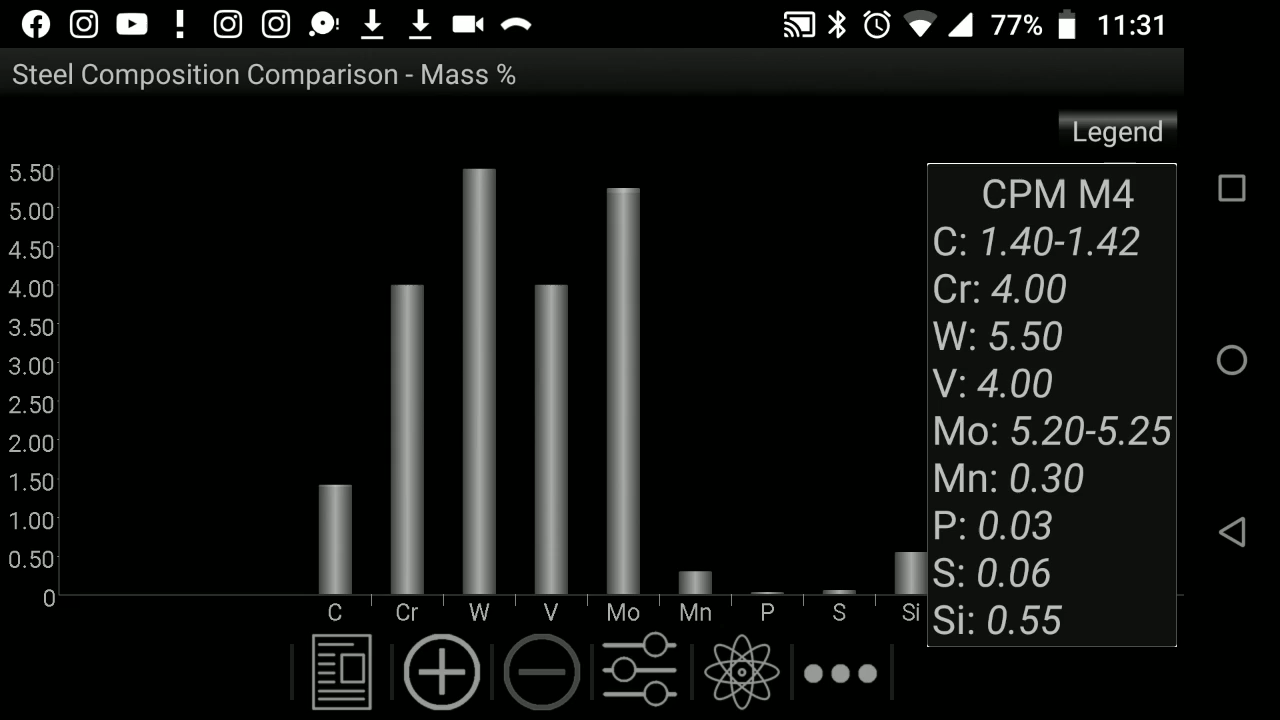 77% 11:31
Steel Composition Comparison - Mass %
Legend
5.50
5.00
4.50
4.00
3.50
3.00
2.50
2.00
1.50
1.00
0.50
0
C Cr W V Mo Mn P S Si
CPM M4
C: 1.40-1.42
Cr: 4.00
W: 5.50
V: 4.00
Mo: 5.20-5.25
Mn: 0.30
P: 0.03
S: 0.06
Si: 0.55